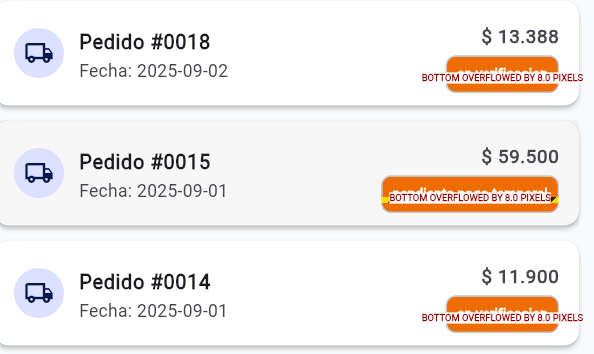 Pedido #0018
$ 13.388
Fecha: 2025-09-02
BOTTOM OVERFLOWED BY 8.0 PIXELS
Pedido #0015
$ 59.500
Fecha: 2025-09-01
BOTTOM OVERFLOWED BY 8.0 PIXELS
Pedido #0014
$ 11.900
Fecha: 2025-09-01
BOTTOM OVERFLOWED BY 8.0 PIXELS